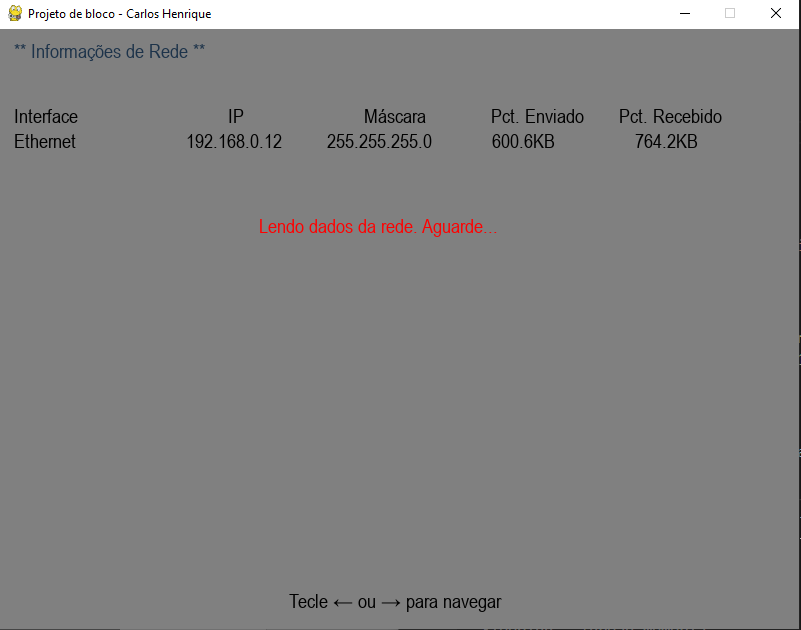 Projeto de bloco - Carlos Henrique
** Informações de Rede **
Interface IP Máscara Pct. Enviado Pct. Recebido
Ethernet 192.168.0.12 255.255.255.0 600.6KB 764.2KB
Lendo dados da rede. Aguarde...
Tecle ← ou → para navegar